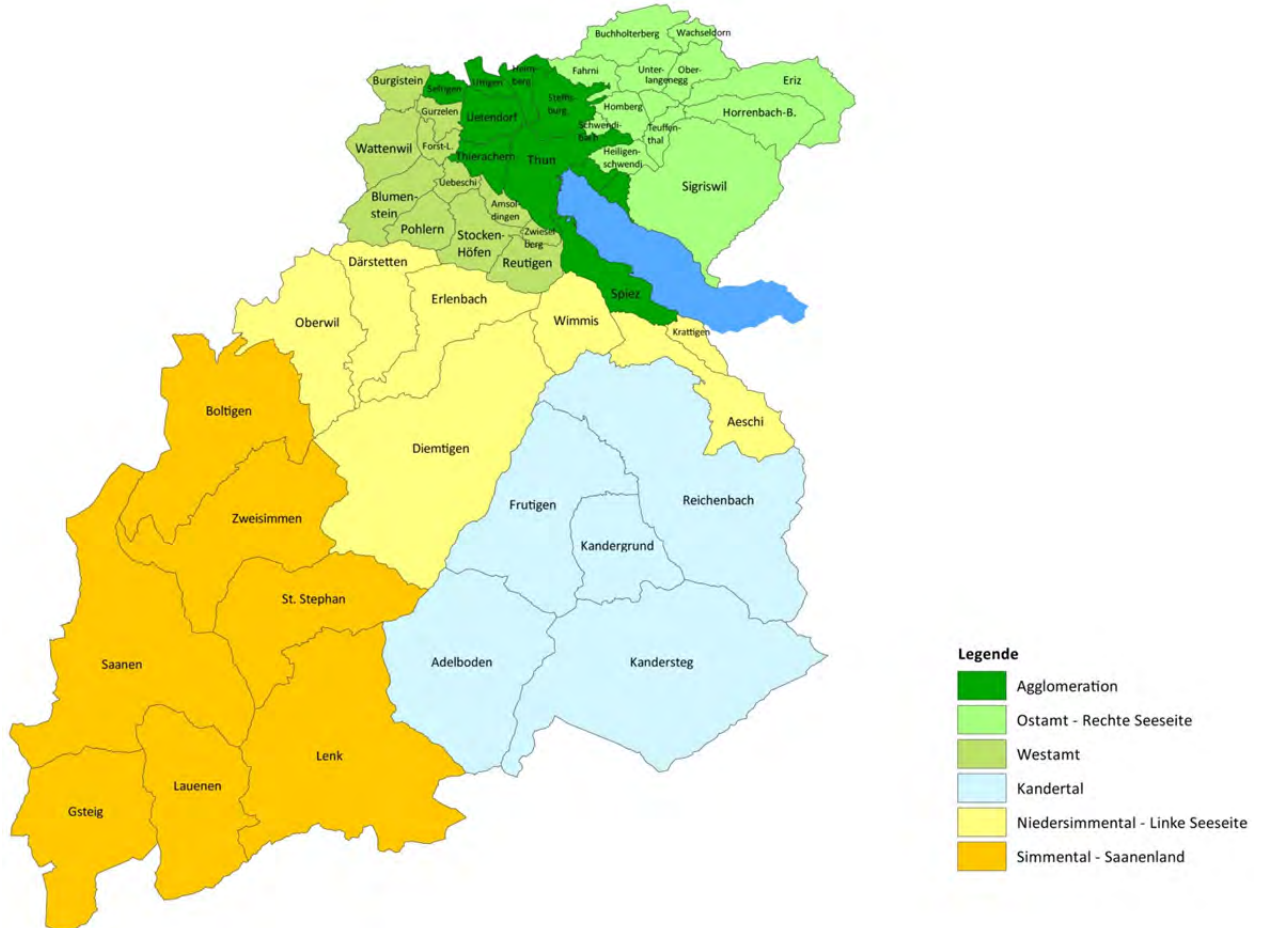 Buchholterberg
Wachseldorn
Burgistein
Seftigen
Uttigen
Heim-
berg
Fahrni
Unter-
langenegg
Ober-
Eriz
Gurzelen
Uetendorf
Steffis-
burg
Homberg
Horrenbach-B.
Wattenwil
Forst-L.
Schwendi-
bach
Teuffen-
thal
Thierachern
Thun
Heiligen-
schwendi
Uebeschi
Sigriswil
Blumen-
stein
Amsol-
dingen
Pohlern
Stocken-
Höfen
Zwiesel
berg
Därstetten
Reutigen
Erlenbach
Spiez
Oberwil
Wimmis
Krattigen
Boltigen
Aeschi
Diemtigen
Frutigen
Reichenbach
Zweisimmen
Kandergrund
St. Stephan
Saanen
Adelboden
Kandersteg
Lenk
Lauenen
Gsteig
Legende
Agglomeration
Ostamt - Rechte Seeseite
Westamt
Kandertal
Niedersimmental - Linke Seeseite
Simmental - Saanenland